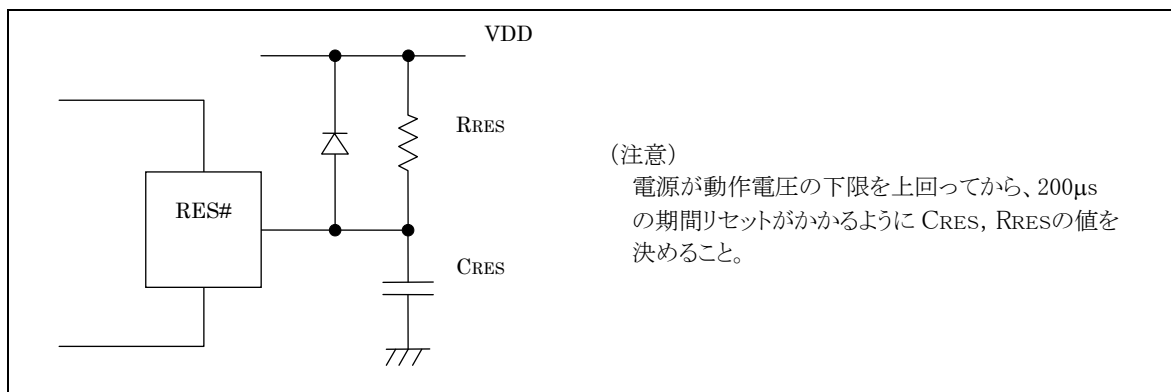 VDD
RRES
RES#
CRES
（注意）
電源が動作電圧の下限を上回ってから、200μs
の期間リセットがかかるように CRES, RRESの値を
決めること。